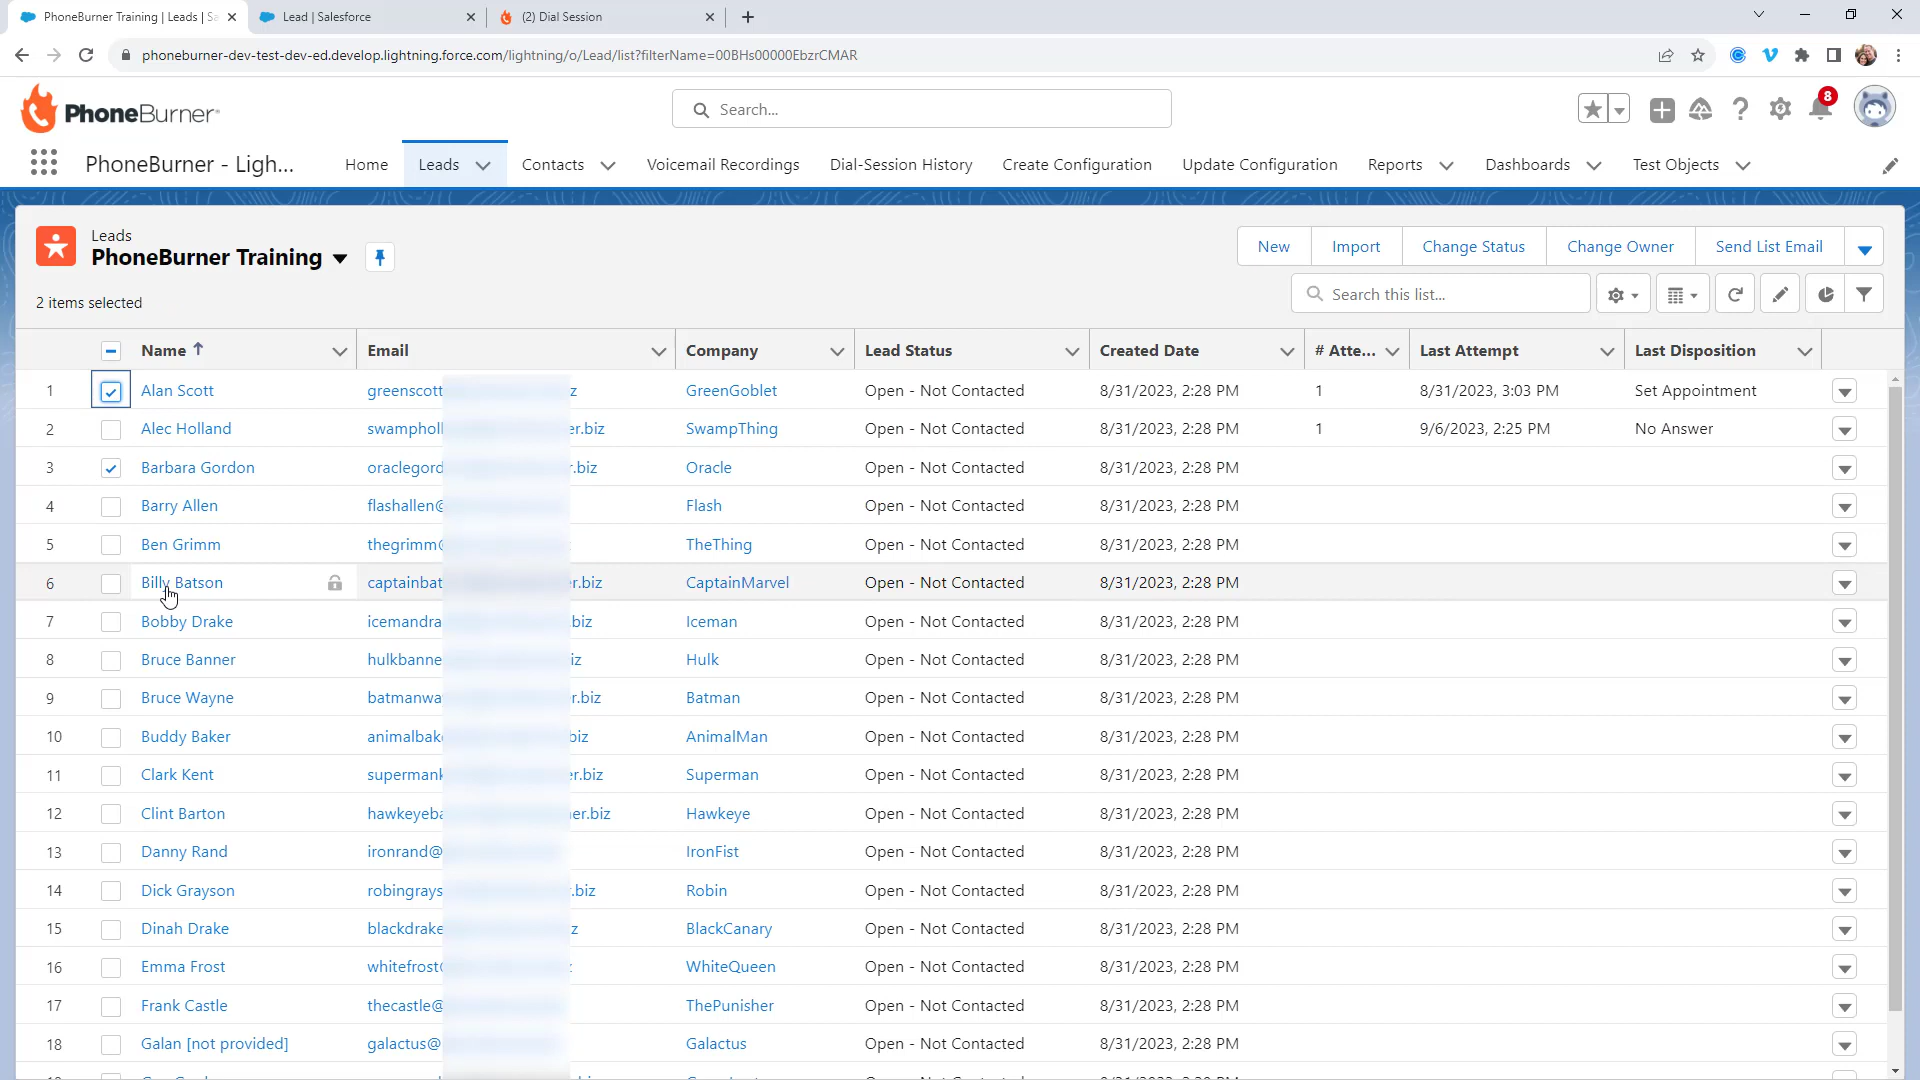 PhoneBurner Training | Leads | Sa
Lead | Salesforce
(2) Dial Session
phoneburner-dev-test-dev-ed.develop.lightning.force.com/lightning/o/Lead/list?filterName=00BHs00000EbzrCMAR
PhoneBurner
Search...
8
PhoneBurner - Ligh... Home Leads Contacts Voicemail Recordings Dial-Session History Create Configuration Update Configuration Reports Dashboards Test Objects
Leads
PhoneBurner Training
New Import Change Status Change Owner Send List Email
2 items selected
Search this list...
Name Email Company Lead Status Created Date # Atte... Last Attempt Last Disposition
1 Alan Scott greenscott z GreenGoblet Open - Not Contacted 8/31/2023, 2:28 PM 1 8/31/2023, 3:03 PM Set Appointment
2 Alec Holland swamphol er.biz SwampThing Open - Not Contacted 8/31/2023, 2:28 PM 1 9/6/2023, 2:25 PM No Answer
3 Barbara Gordon oraclegord .biz Oracle Open - Not Contacted 8/31/2023, 2:28 PM
4 Barry Allen flashallen@ Flash Open - Not Contacted 8/31/2023, 2:28 PM
5 Ben Grimm thegrimm@ TheThing Open - Not Contacted 8/31/2023, 2:28 PM
6 Billy Batson captainbat r.biz CaptainMarvel Open - Not Contacted 8/31/2023, 2:28 PM
7 Bobby Drake icemandra biz Iceman Open - Not Contacted 8/31/2023, 2:28 PM
8 Bruce Banner hulkbanne iz Hulk Open - Not Contacted 8/31/2023, 2:28 PM
9 Bruce Wayne batmanwa r.biz Batman Open - Not Contacted 8/31/2023, 2:28 PM
10 Buddy Baker animalbak biz AnimalMan Open - Not Contacted 8/31/2023, 2:28 PM
11 Clark Kent supermank er.biz Superman Open - Not Contacted 8/31/2023, 2:28 PM
12 Clint Barton hawkeyeba er.biz Hawkeye Open - Not Contacted 8/31/2023, 2:28 PM
13 Danny Rand ironrand@ IronFist Open - Not Contacted 8/31/2023, 2:28 PM
14 Dick Grayson robingrays .biz Robin Open - Not Contacted 8/31/2023, 2:28 PM
15 Dinah Drake blackdrake z BlackCanary Open - Not Contacted 8/31/2023, 2:28 PM
16 Emma Frost whitefrost WhiteQueen Open - Not Contacted 8/31/2023, 2:28 PM
17 Frank Castle thecastle@ ThePunisher Open - Not Contacted 8/31/2023, 2:28 PM
18 Galan [not provided] galactus@ Galactus Open - Not Contacted 8/31/2023, 2:28 PM